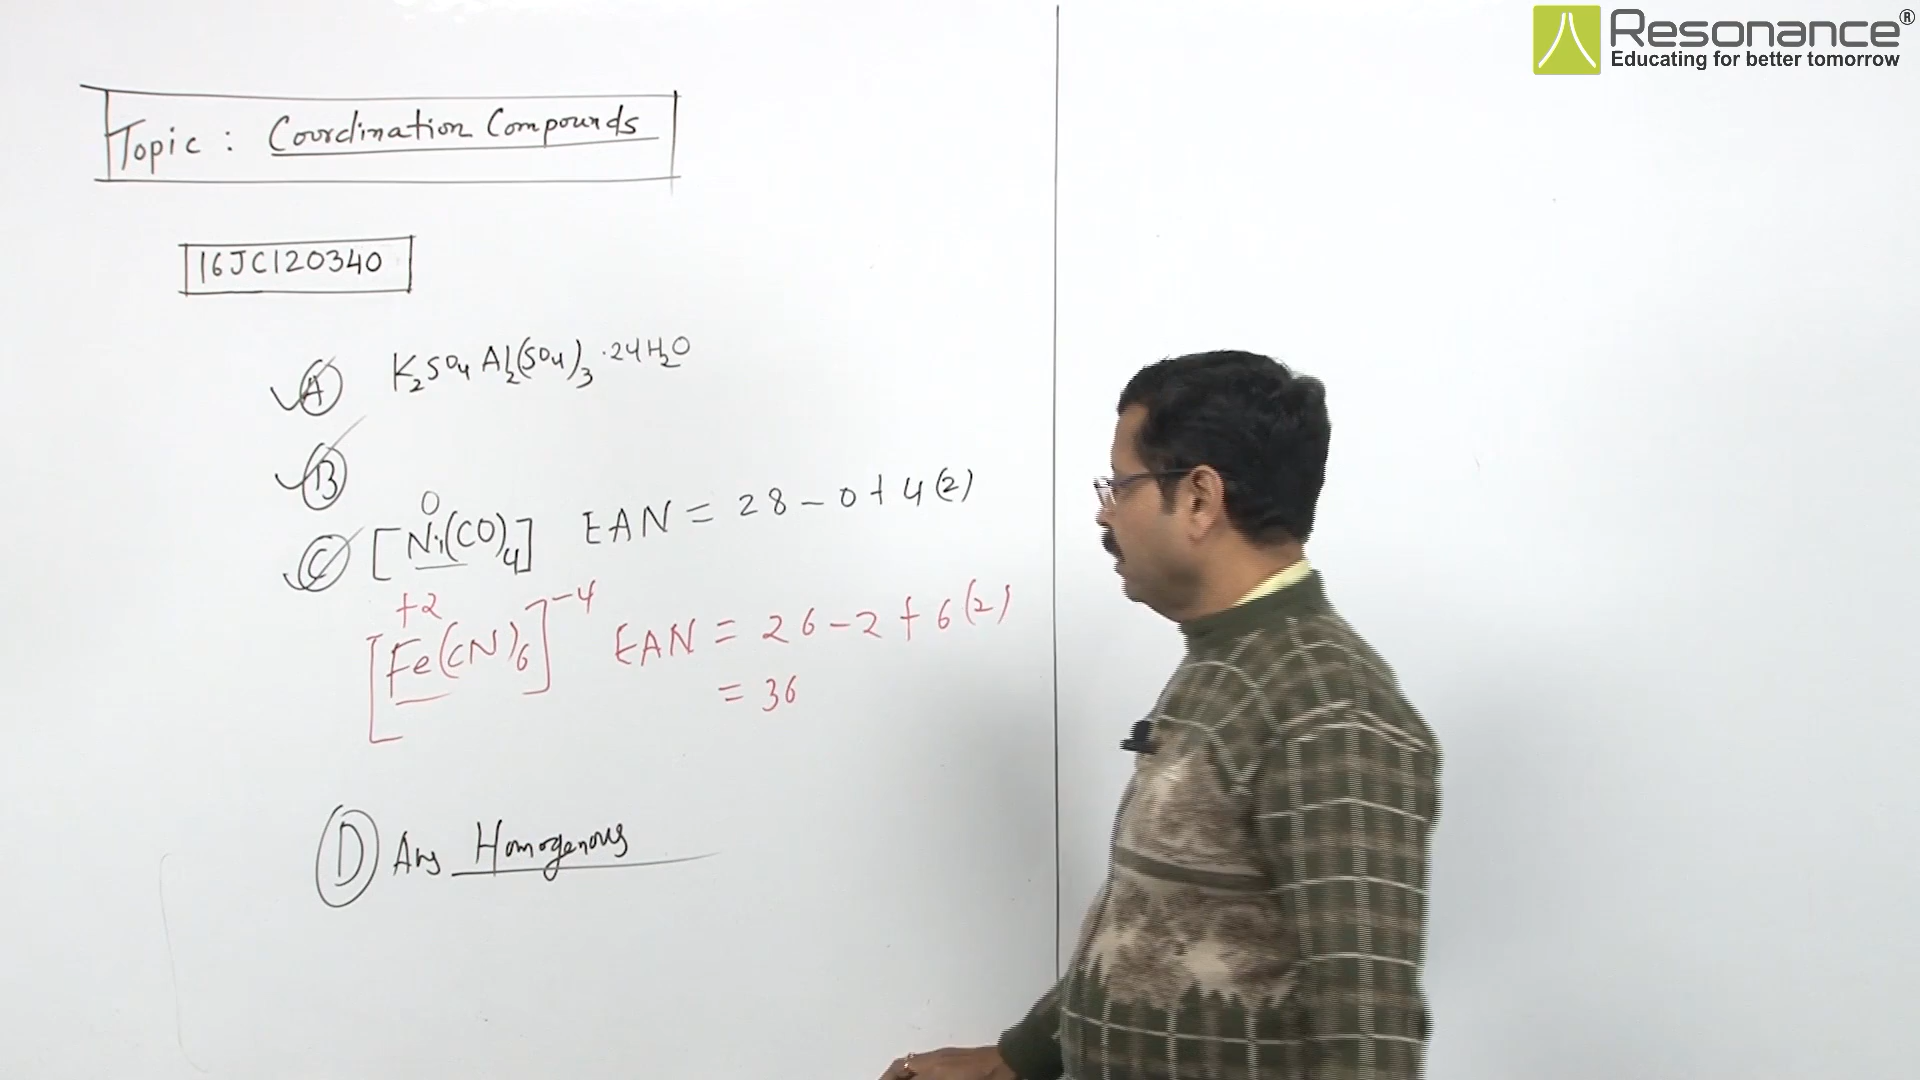 Resonance®
Educating for better tomorrow
Topic : Coordination Compounds
16JC120340
A K₂SO₄ Al₂(SO₄)₃ ·24H₂O
B
0
C [Ni(CO)₄] EAN = 28 – 0 + 4(2)
+2
[Fe(CN)₆]⁻⁴ EAN = 26 – 2 + 6(2)
= 36
D Ans Homogenous